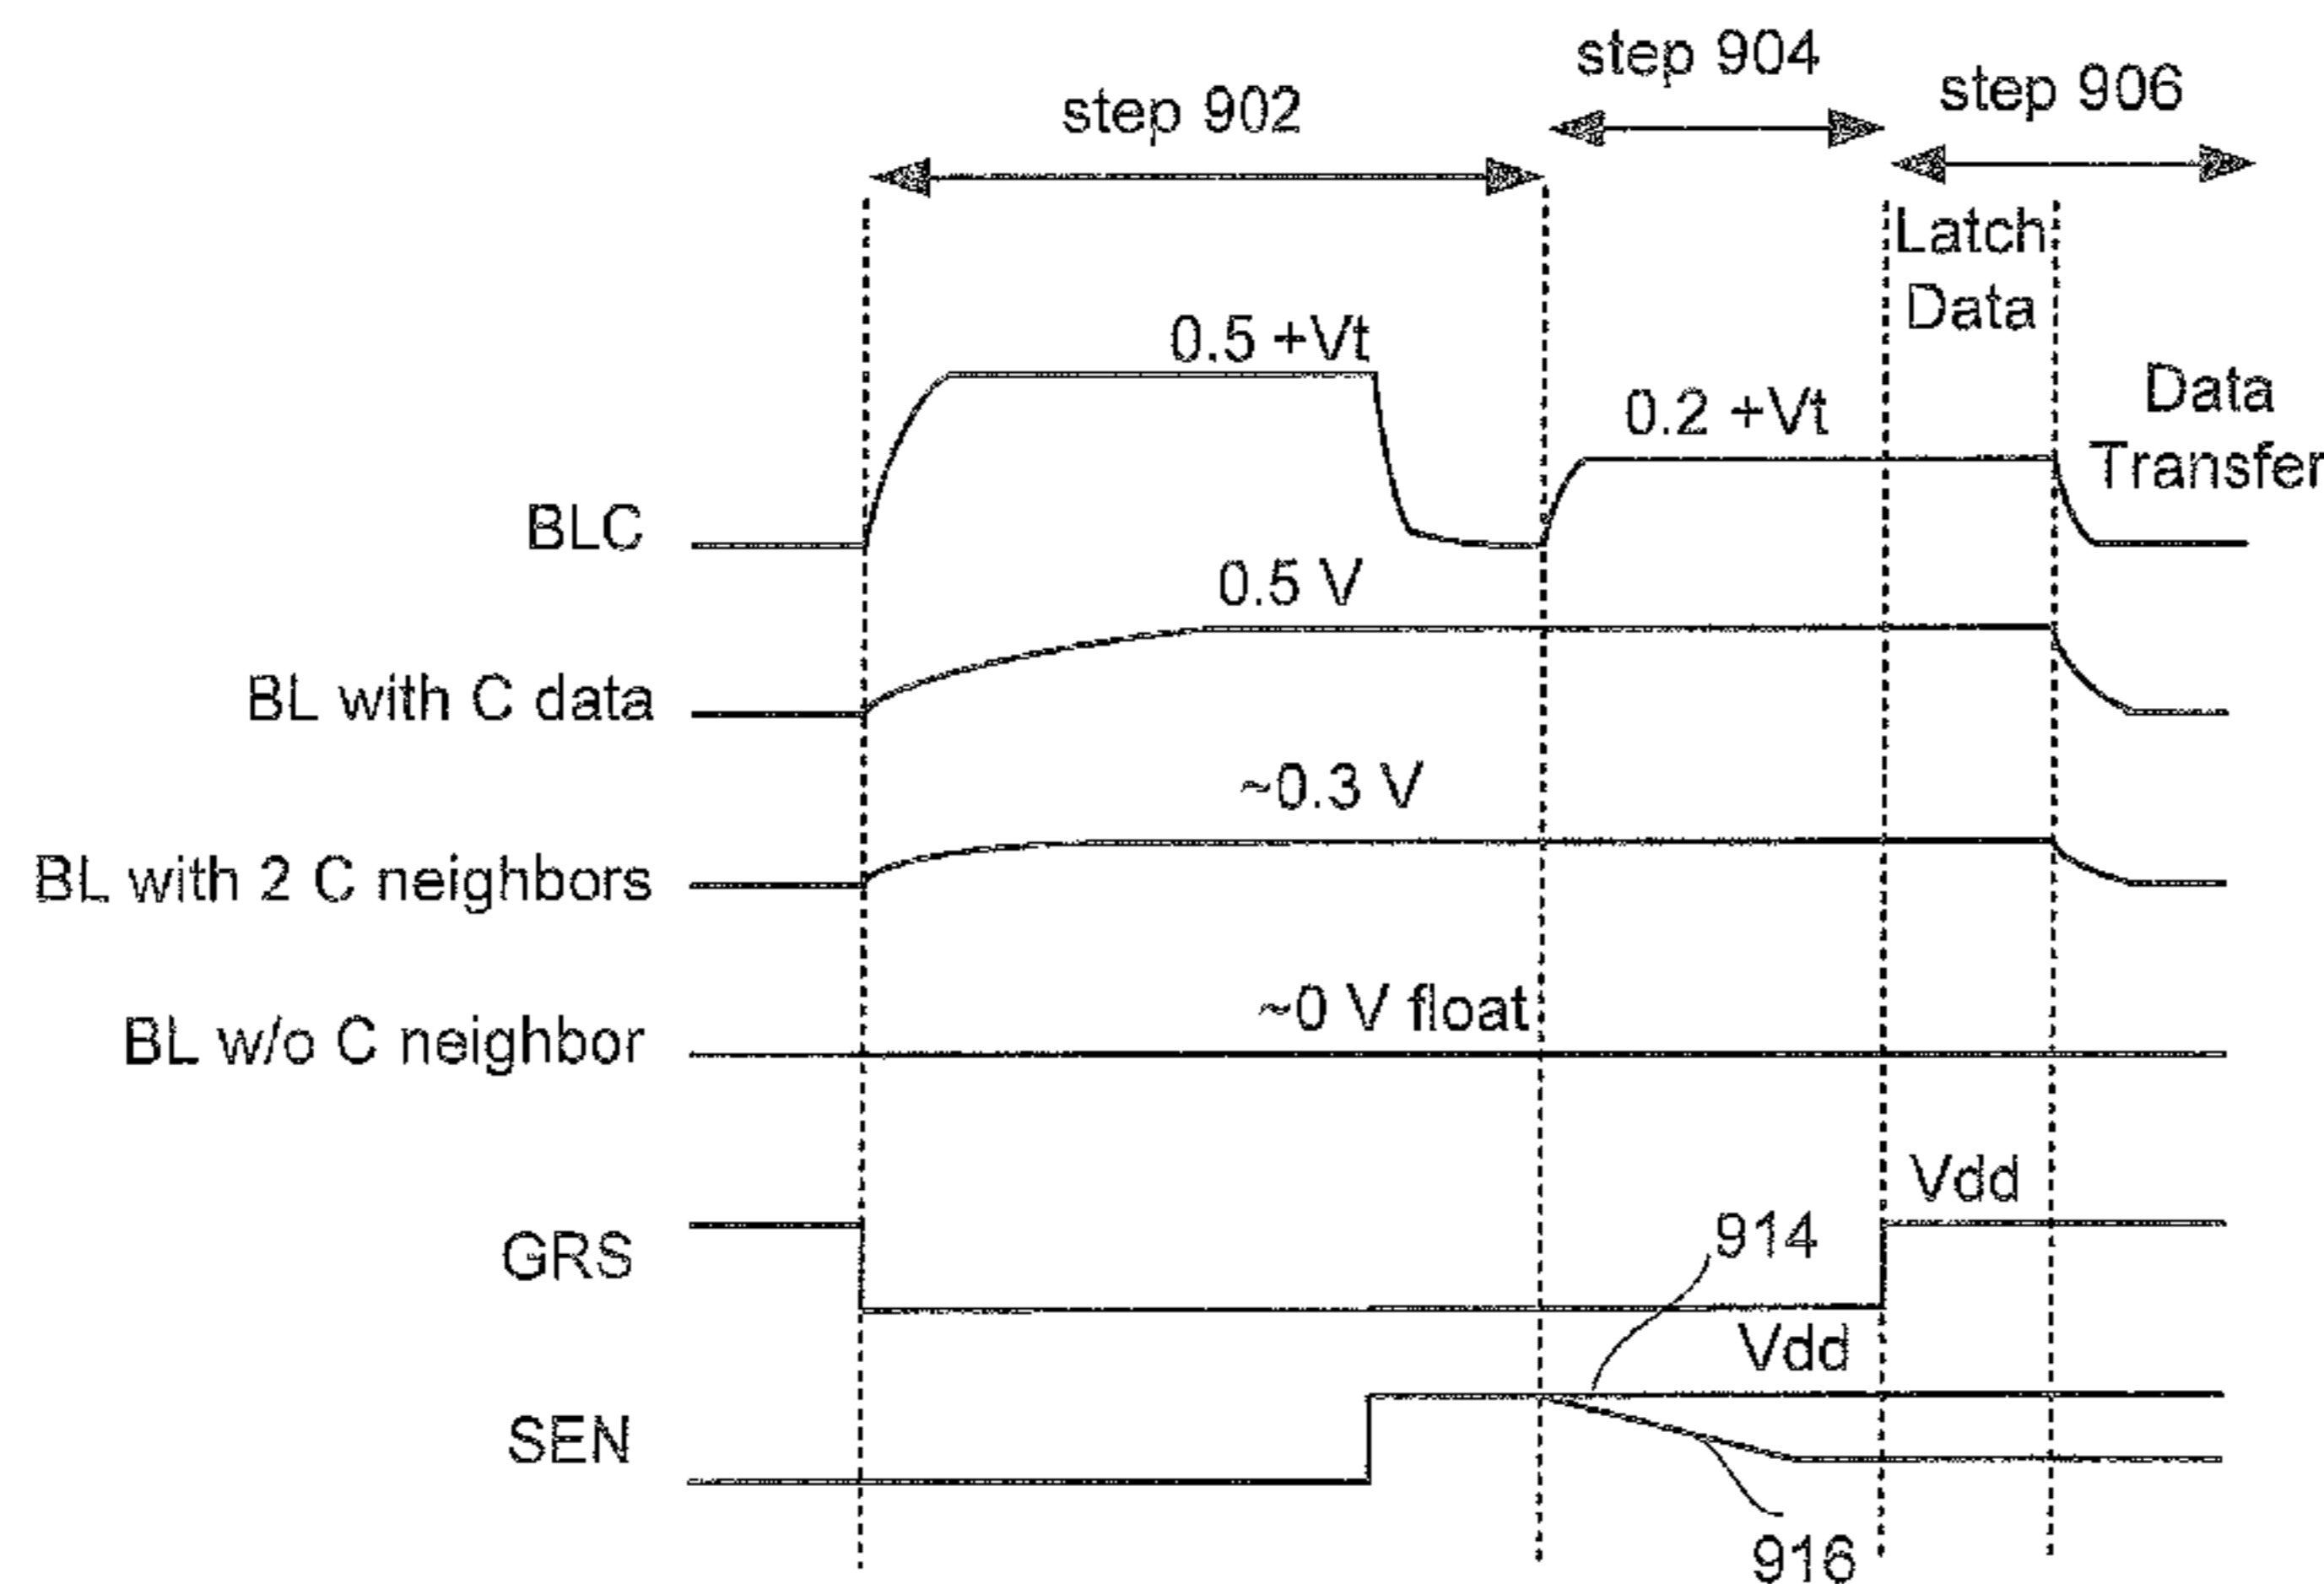 step 902
step 904
step 906
Latch
Data
Data
Transfer
0.5 +Vt
0.2 +Vt
BLC
0.5 V
BL with C data
~0.3 V
BL with 2 C neighbors
~0 V float
BL w/o C neighbor
Vdd
GRS
914
Vdd
SEN
916